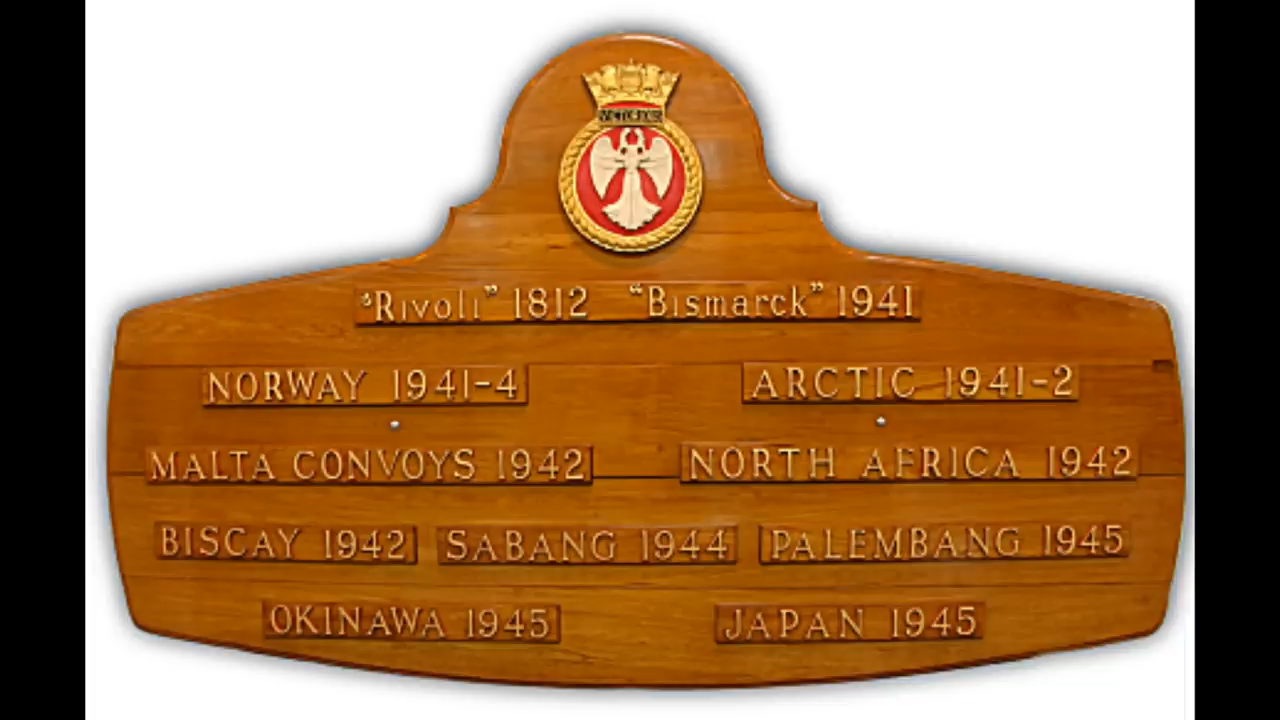 "Rivoli" 1812 "Bismarck" 1941
NORWAY 1941-4 ARCTIC 1941-2
MALTA CONVOYS 1942 NORTH AFRICA 1942
BISCAY 1942 SABANG 1944 PALEMBANG 1945
OKINAWA 1945 JAPAN 1945